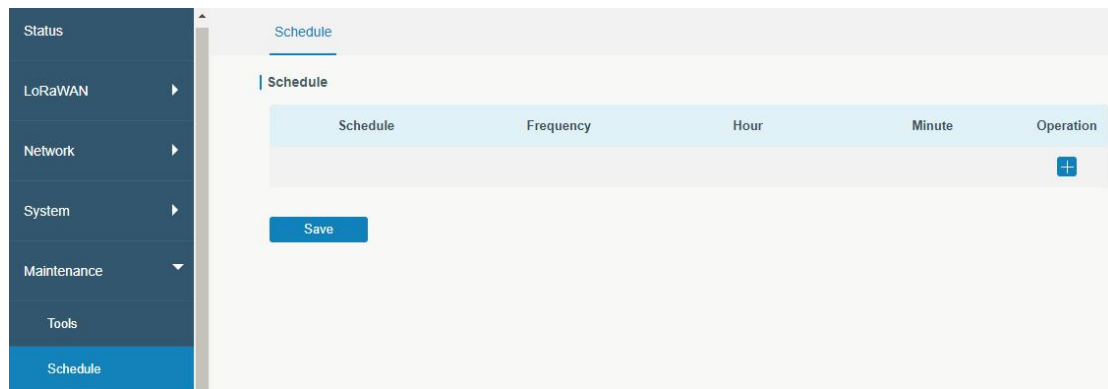 Status
LoRaWAN
Network
System
Maintenance
Tools
Schedule
Schedule
Schedule
Schedule Frequency Hour Minute Operation
Save